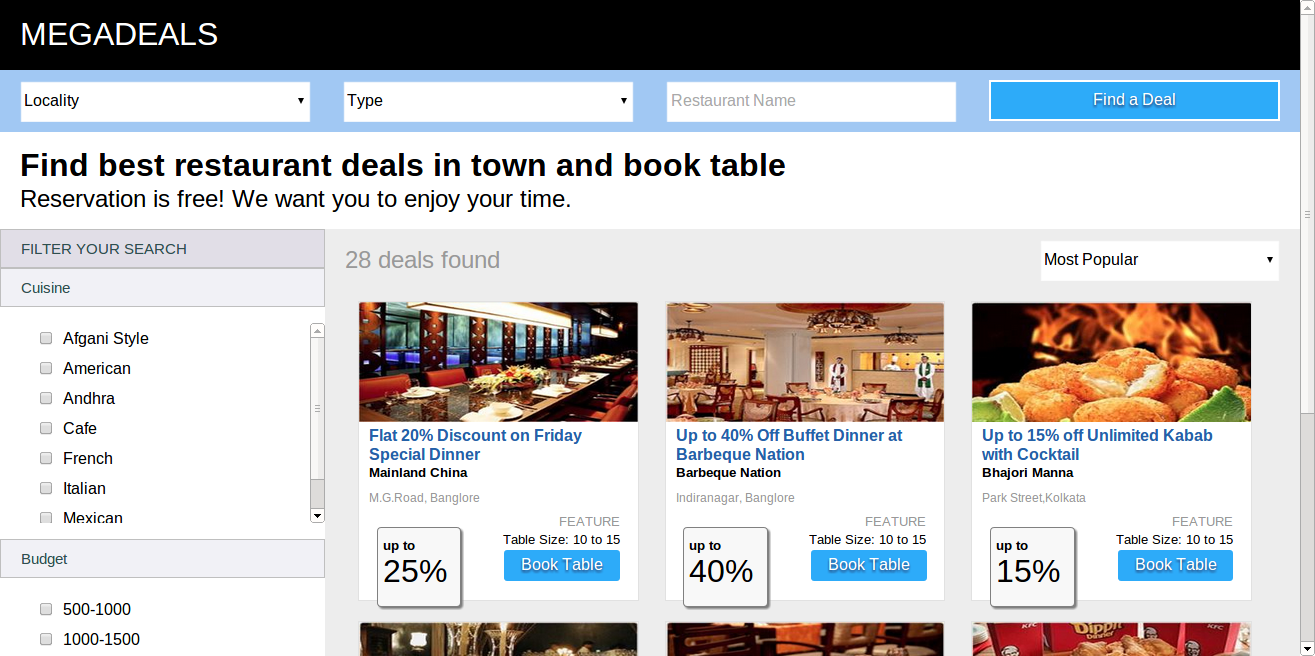 MEGADEALS
Locality
Type
Restaurant Name
Find a Deal
Find best restaurant deals in town and book table
Reservation is free! We want you to enjoy your time.
FILTER YOUR SEARCH
Cuisine
Afgani Style
American
Andhra
Cafe
French
Italian
Mexican
Budget
500-1000
1000-1500
28 deals found
Most Popular
Flat 20% Discount on Friday
Special Dinner
Mainland China
M.G.Road, Banglore
FEATURE
Table Size: 10 to 15
up to
25%
Book Table
Up to 40% Off Buffet Dinner at
Barbeque Nation
Barbeque Nation
Indiranagar, Banglore
FEATURE
Table Size: 10 to 15
up to
40%
Book Table
Up to 15% off Unlimited Kabab
with Cocktail
Bhajori Manna
Park Street,Kolkata
FEATURE
Table Size: 10 to 15
up to
15%
Book Table
KFC
Dippin
Dinner
KFC